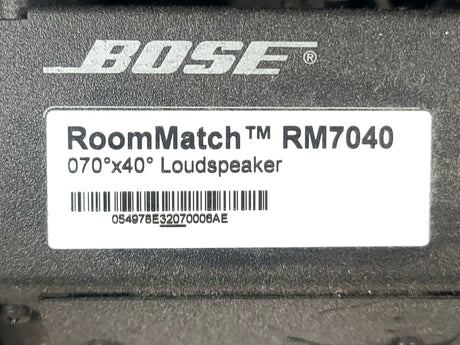 BOSE®
RoomMatch™ RM7040
070°x40° Loudspeaker
054978E32070006AE